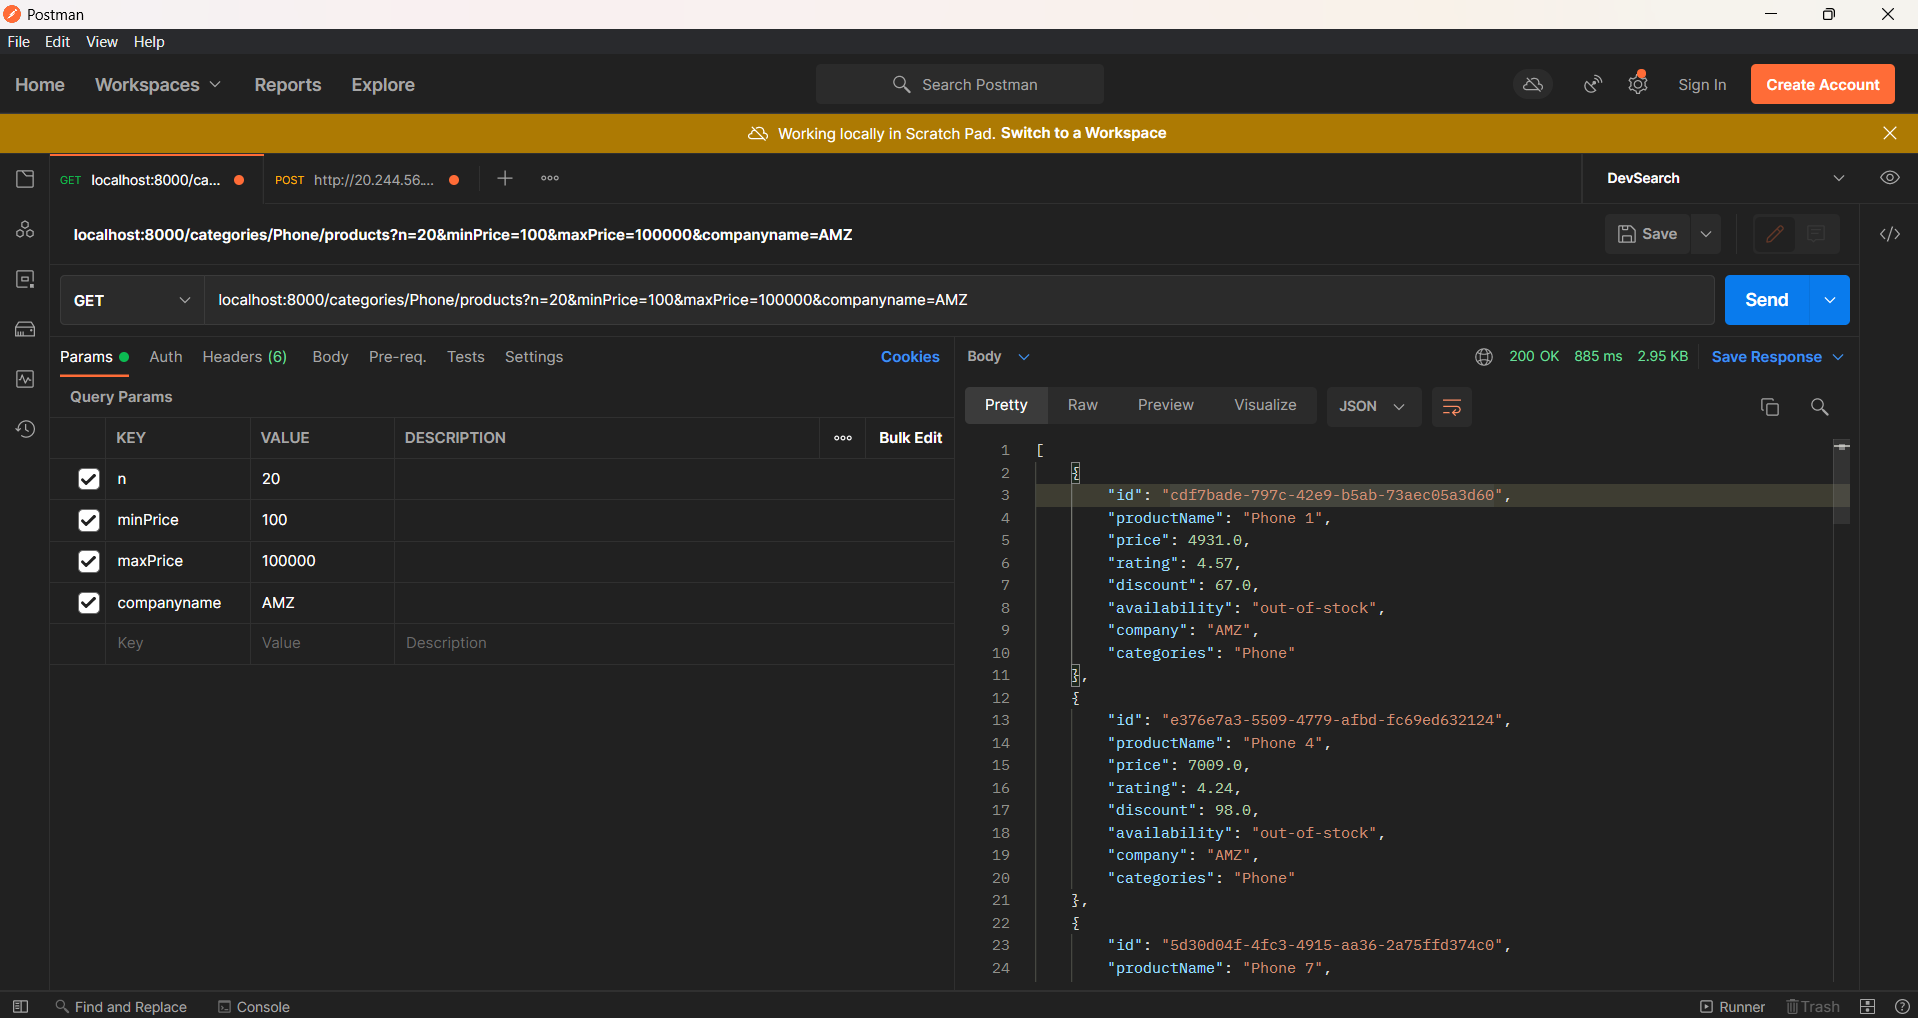 Postman
File Edit View Help
Home Workspaces Reports Explore Search Postman Sign In Create Account
Working locally in Scratch Pad. Switch to a Workspace
GET localhost:8000/ca... POST http://20.244.56.... DevSearch
localhost:8000/categories/Phone/products?n=20&minPrice=100&maxPrice=100000&companyname=AMZ Save
GET localhost:8000/categories/Phone/products?n=20&minPrice=100&maxPrice=100000&companyname=AMZ Send
Params Auth Headers (6) Body Pre-req. Tests Settings Cookies
Query Params
KEY VALUE DESCRIPTION Bulk Edit
n 20
minPrice 100
maxPrice 100000
companyname AMZ
Key Value Description
Body 200 OK 885 ms 2.95 KB Save Response
Pretty Raw Preview Visualize JSON
1 [
2 {
3 "id": "cdf7bade-797c-42e9-b5ab-73aec05a3d60",
4 "productName": "Phone 1",
5 "price": 4931.0,
6 "rating": 4.57,
7 "discount": 67.0,
8 "availability": "out-of-stock",
9 "company": "AMZ",
10 "categories": "Phone"
11 },
12 {
13 "id": "e376e7a3-5509-4779-afbd-fc69ed632124",
14 "productName": "Phone 4",
15 "price": 7009.0,
16 "rating": 4.24,
17 "discount": 98.0,
18 "availability": "out-of-stock",
19 "company": "AMZ",
20 "categories": "Phone"
21 },
22 {
23 "id": "5d30d04f-4fc3-4915-aa36-2a75ffd374c0",
24 "productName": "Phone 7",
Find and Replace Console Runner Trash